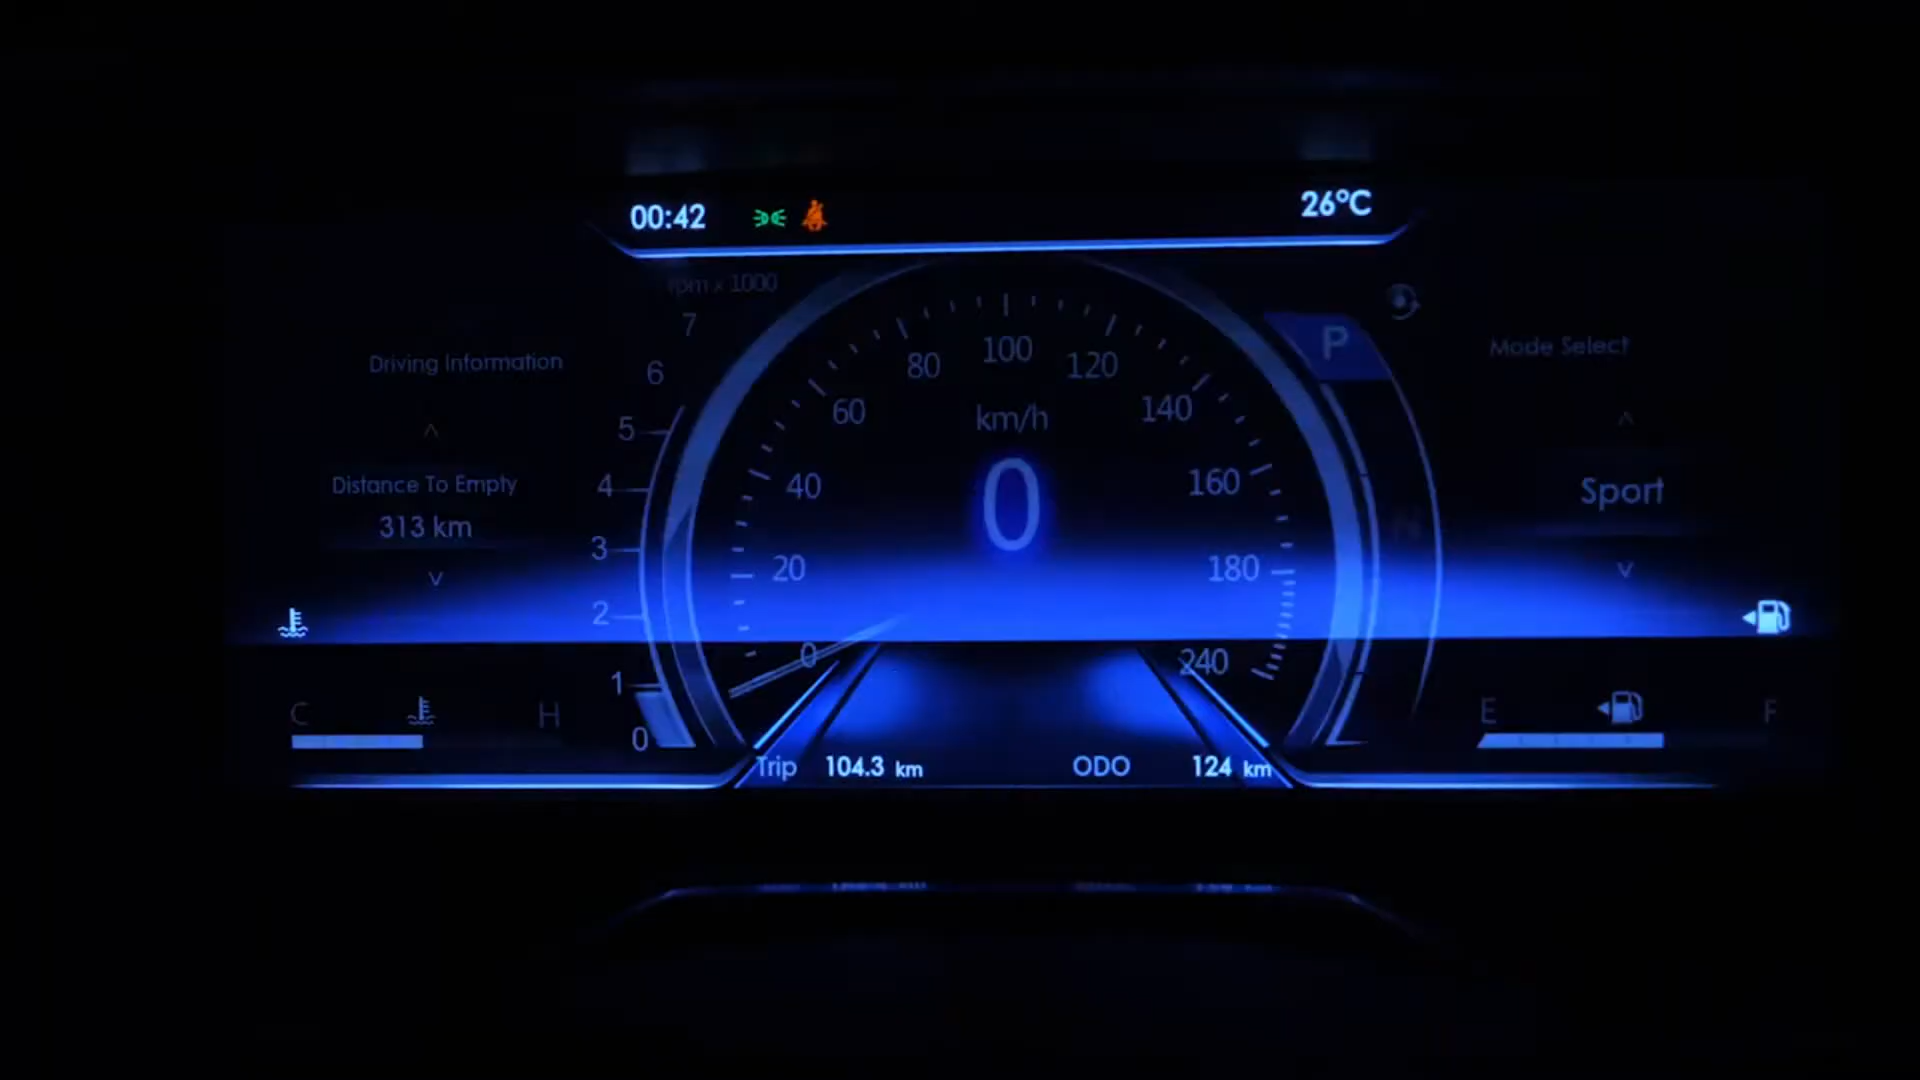 00:42
26°C
rpm x 1000
7
6
5
4
3
2
1
0
Driving Information
Distance To Empty
313 km
0
20
40
60
80
100
120
140
160
180
240
km/h
0
P
Mode Select
Sport
C
H
E
F
Trip 104.3 km
ODO 124 km